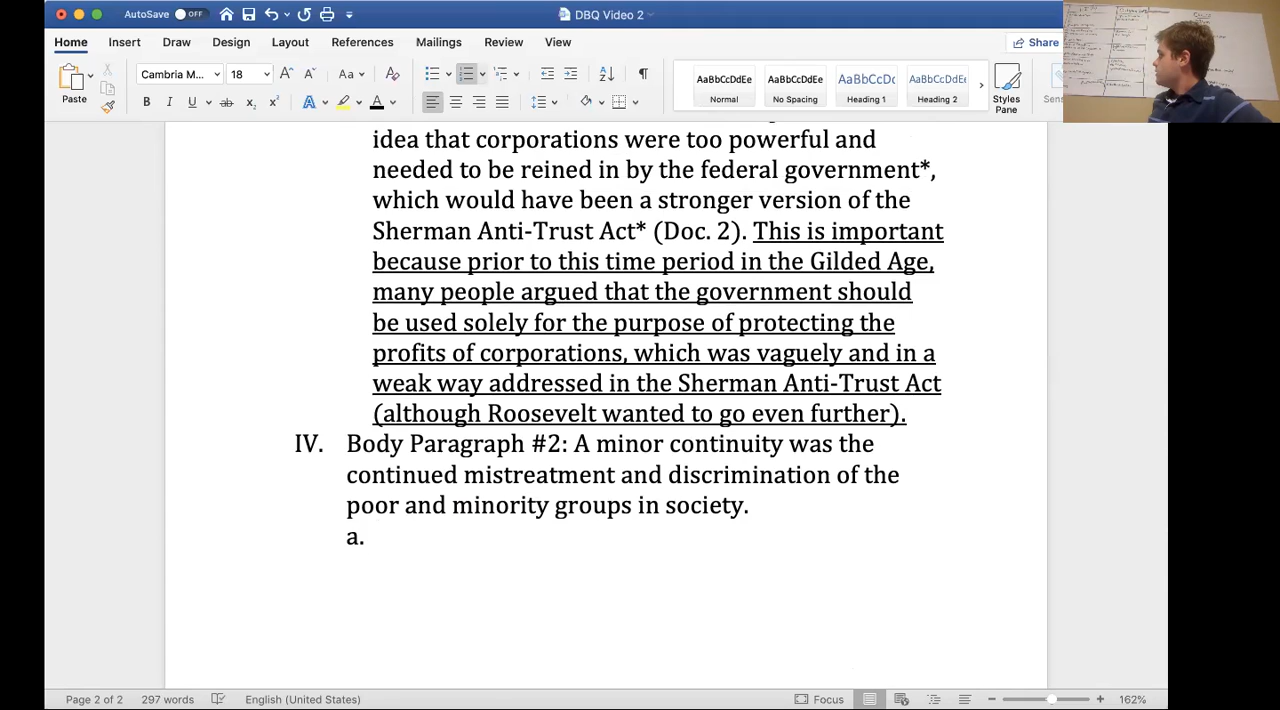 AutoSave OFF DBQ Video 2
Home Insert Draw Design Layout References Mailings Review View Share
Paste Cambria M... 18 Aa A AaBbCcDdEe Normal AaBbCcDdEe No Spacing AaBbCcDc Heading 1 AaBbCcDdEe Heading 2 Styles Pane
B I U ab x₂ x² A A
idea that corporations were too powerful and
needed to be reined in by the federal government*,
which would have been a stronger version of the
Sherman Anti-Trust Act* (Doc. 2). This is important
because prior to this time period in the Gilded Age,
many people argued that the government should
be used solely for the purpose of protecting the
profits of corporations, which was vaguely and in a
weak way addressed in the Sherman Anti-Trust Act
(although Roosevelt wanted to go even further).
IV. Body Paragraph #2: A minor continuity was the
continued mistreatment and discrimination of the
poor and minority groups in society.
a.
Page 2 of 2 297 words English (United States) Focus 162%